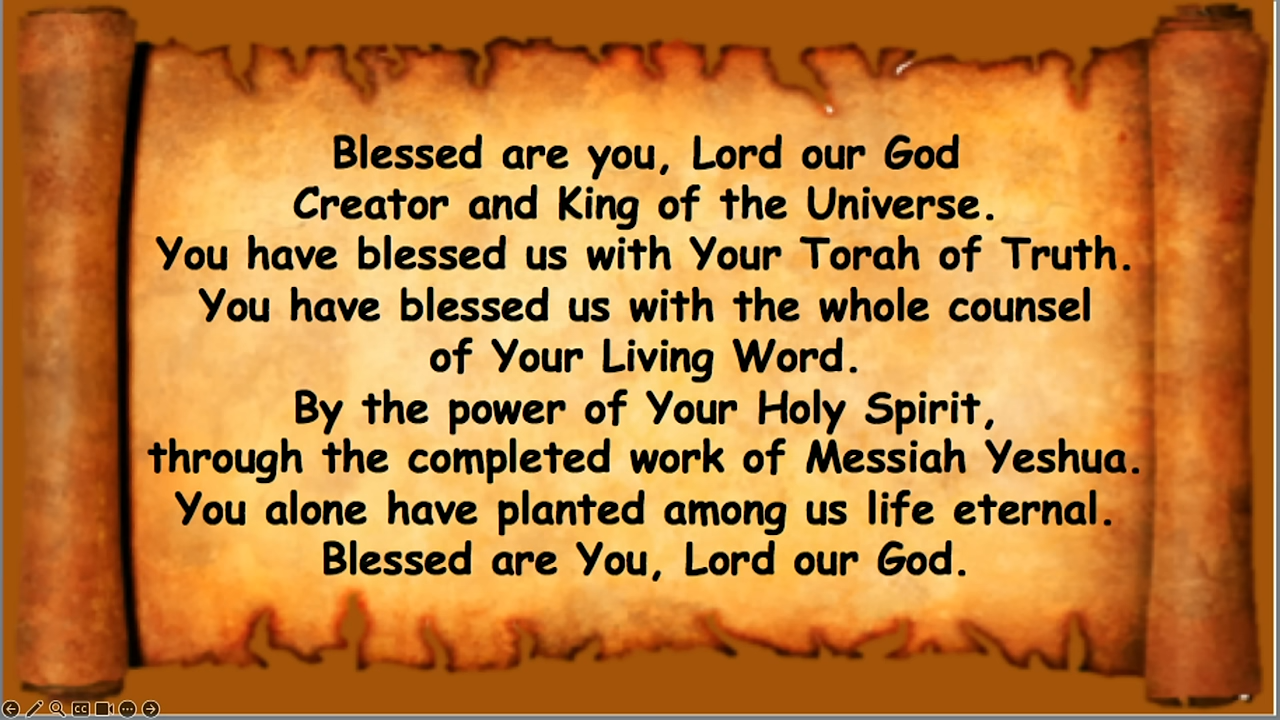 Blessed are you, Lord our God
Creator and King of the Universe.
You have blessed us with Your Torah of Truth.
You have blessed us with the whole counsel
of Your Living Word.
By the power of Your Holy Spirit,
through the completed work of Messiah Yeshua.
You alone have planted among us life eternal.
Blessed are You, Lord our God.
CC